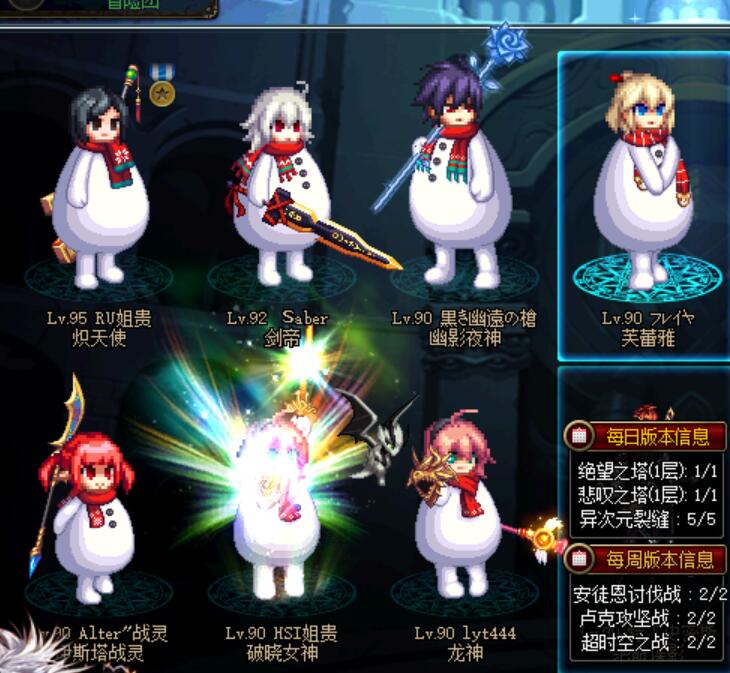 冒险团
Lv.95 RU姐贵
炽天使
Lv.92 Saber
剑帝
Lv.90 黒き幽遠の槍
幽影夜神
Lv.90 フレイヤ
芙蕾雅
Alter"战灵
伊斯塔战灵
Lv.90 HSI姐贵
破晓女神
Lv.90 lyt444
龙神
每日版本信息
绝望之塔(1层): 1/1
悲叹之塔(1层): 1/1
异次元裂缝 : 5/5
每周版本信息
安徒恩讨伐战 : 2/2
卢克攻坚战 : 2/2
超时空之战 : 2/2